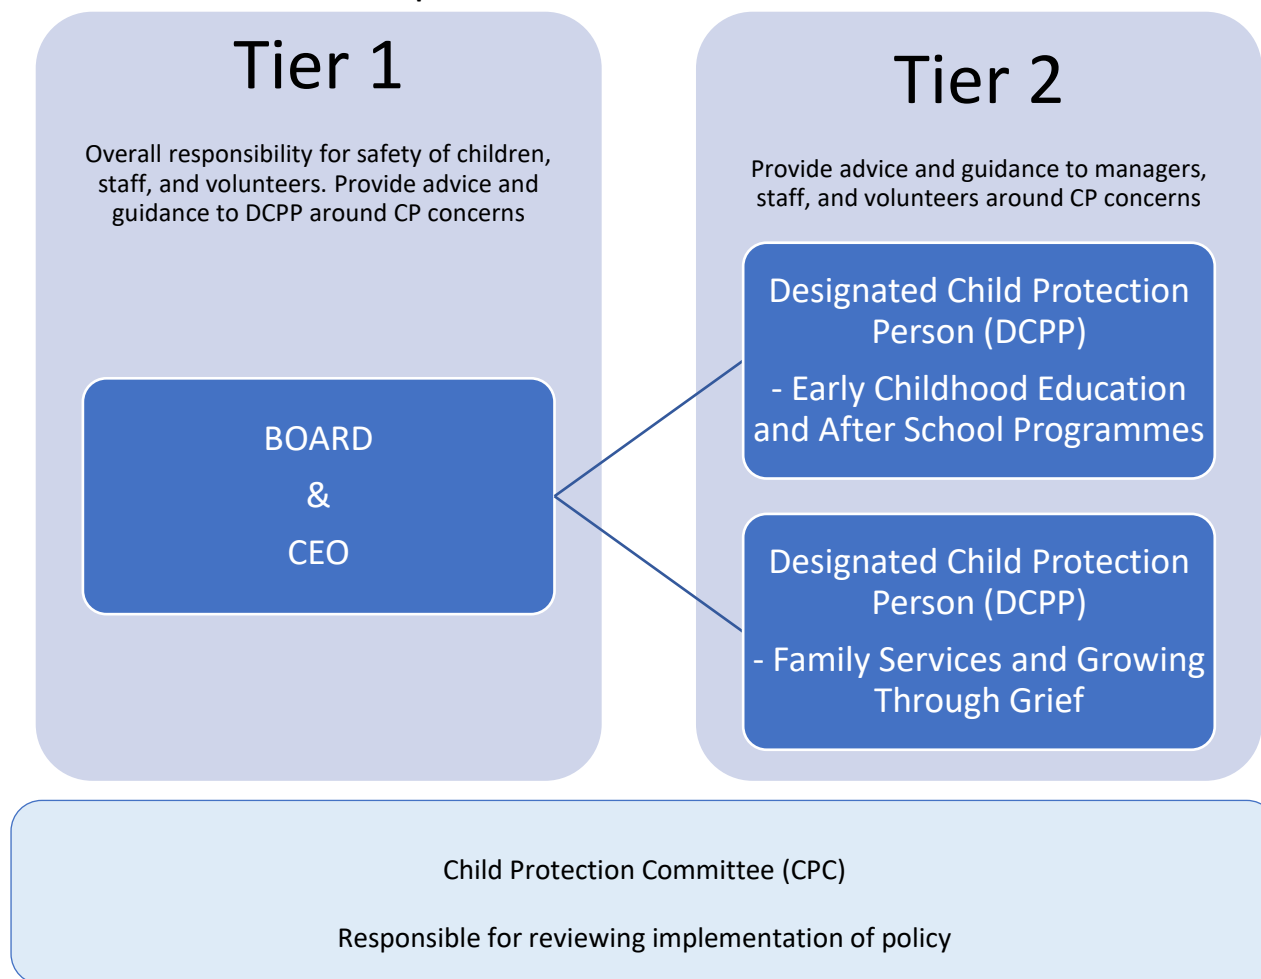 Tier 1
Overall responsibility for safety of children,
staff, and volunteers. Provide advice and
guidance to DCPP around CP concerns
BOARD
&
CEO
Tier 2
Provide advice and guidance to managers,
staff, and volunteers around CP concerns
Designated Child Protection
Person (DCPP)
- Early Childhood Education
and After School Programmes
Designated Child Protection
Person (DCPP)
- Family Services and Growing
Through Grief
Child Protection Committee (CPC)
Responsible for reviewing implementation of policy